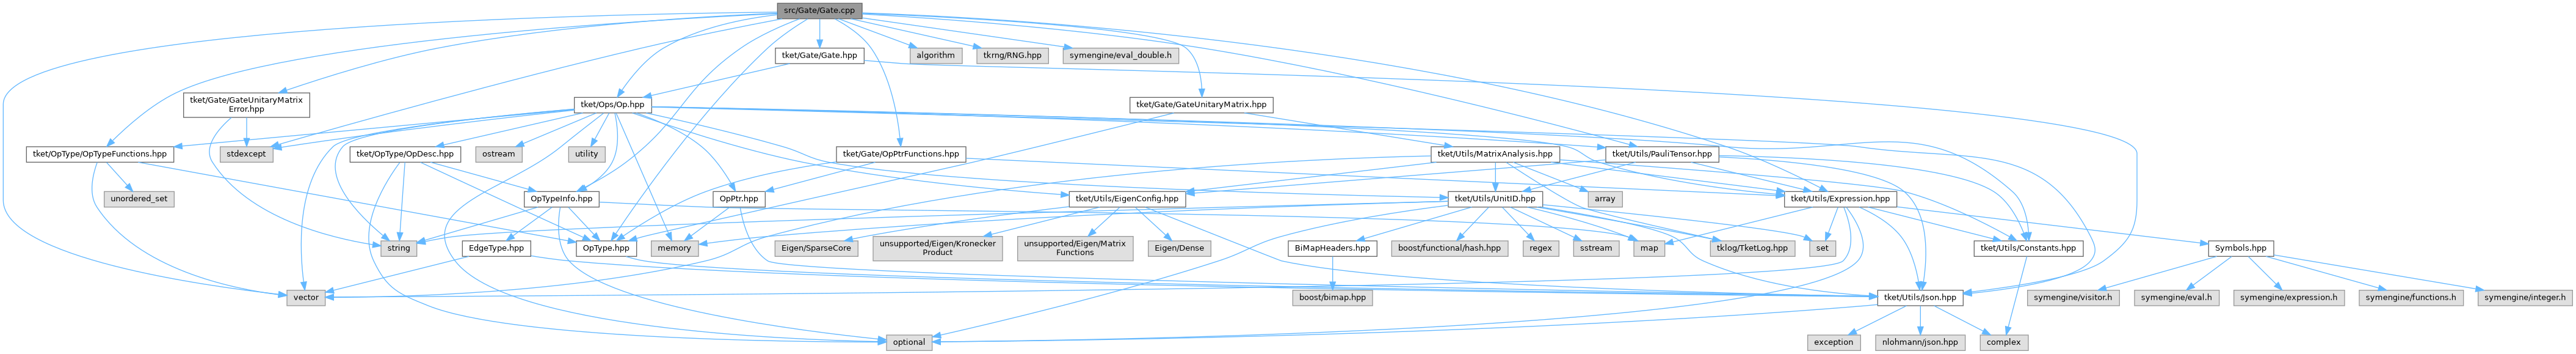 src/Gate/Gate.cpp
tket/Gate/Gate.hpp
algorithm
tkrng/RNG.hpp
symengine/eval_double.h
tket/Gate/GateUnitaryMatrix
Error.hpp
tket/Ops/Op.hpp
tket/Gate/GateUnitaryMatrix.hpp
tket/OpType/OpTypeFunctions.hpp
stdexcept
tket/OpType/OpDesc.hpp
ostream
utility
tket/Gate/OpPtrFunctions.hpp
tket/Utils/MatrixAnalysis.hpp
tket/Utils/PauliTensor.hpp
unordered_set
OpTypeInfo.hpp
OpPtr.hpp
tket/Utils/EigenConfig.hpp
tket/Utils/UnitID.hpp
array
tket/Utils/Expression.hpp
string
EdgeType.hpp
OpType.hpp
memory
Eigen/SparseCore
unsupported/Eigen/Kronecker
Product
unsupported/Eigen/Matrix
Functions
Eigen/Dense
BiMapHeaders.hpp
boost/functional/hash.hpp
regex
sstream
map
tklog/TketLog.hpp
set
tket/Utils/Constants.hpp
Symbols.hpp
vector
boost/bimap.hpp
tket/Utils/Json.hpp
symengine/visitor.h
symengine/eval.h
symengine/expression.h
symengine/functions.h
symengine/integer.h
optional
exception
nlohmann/json.hpp
complex